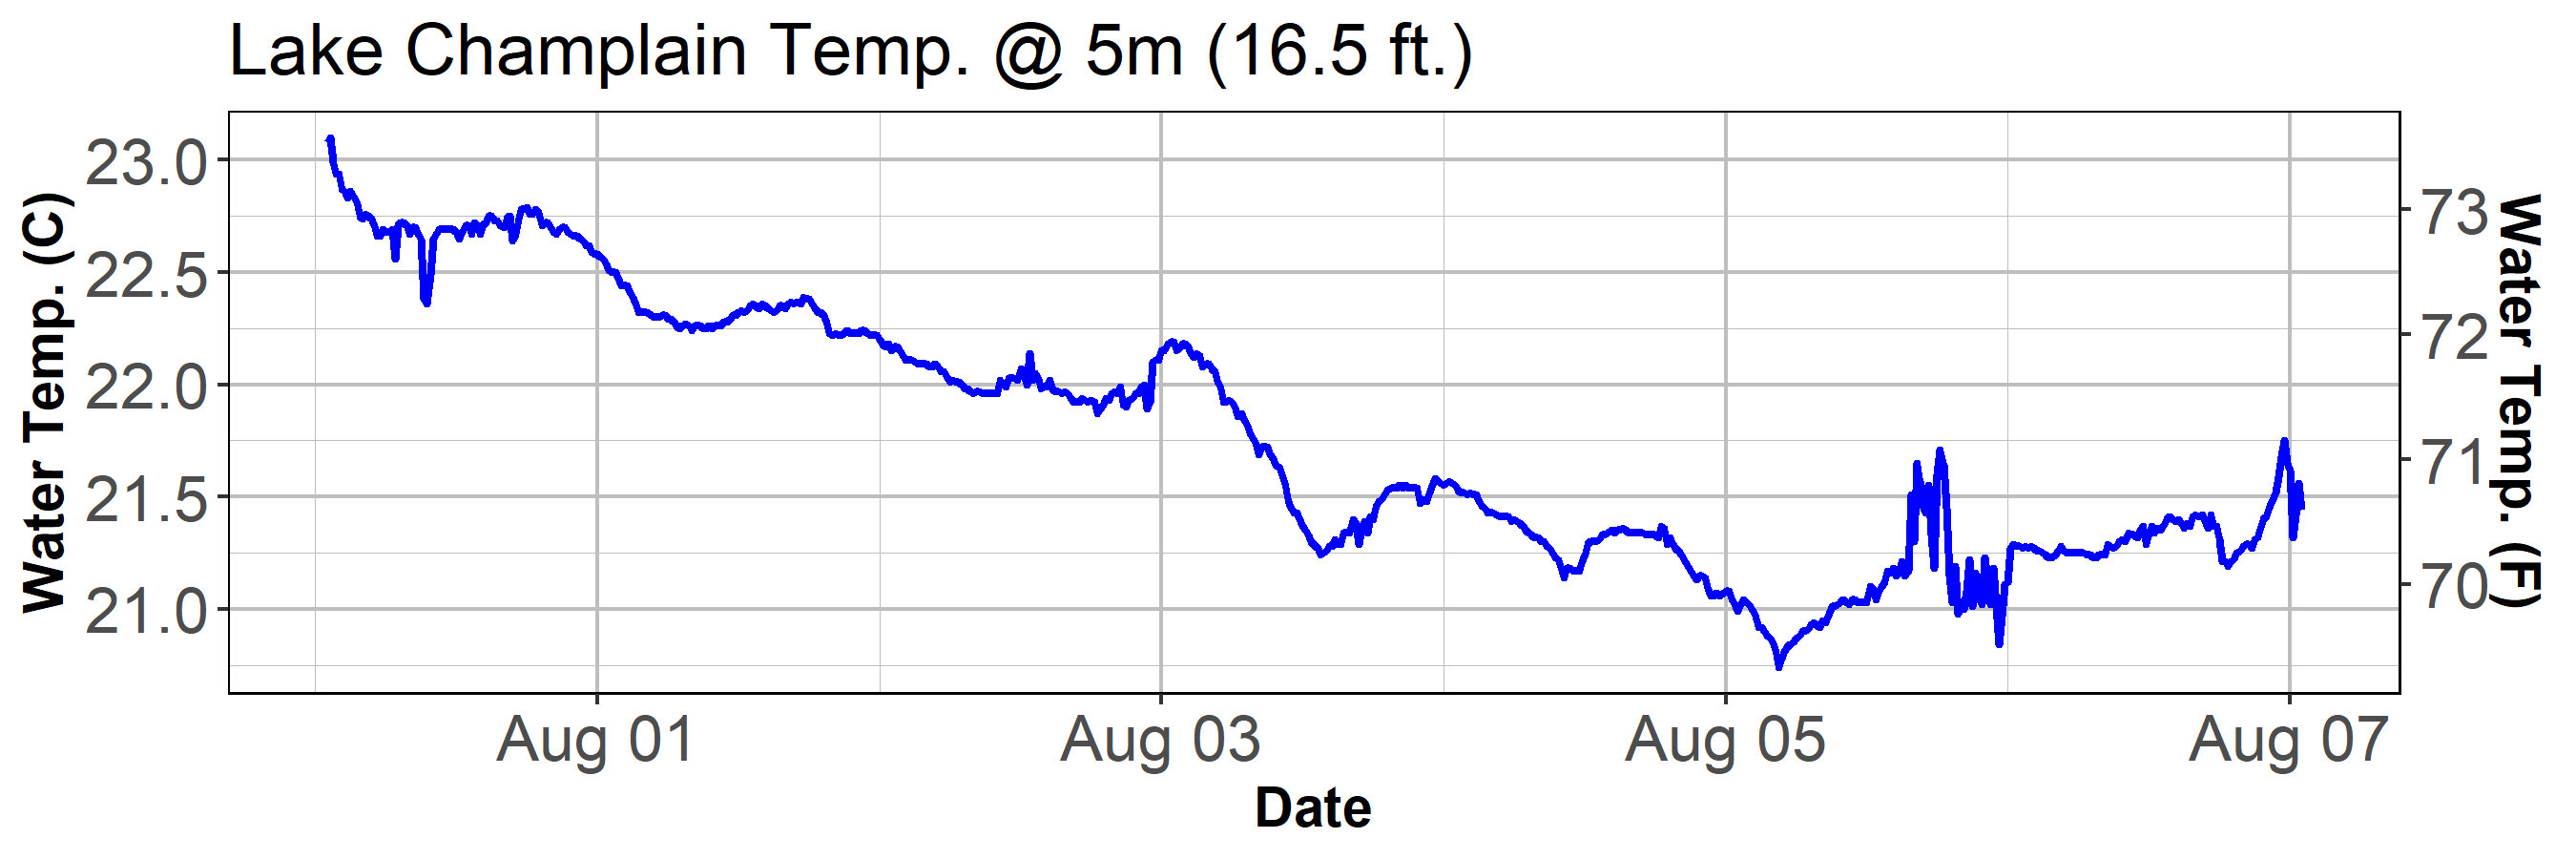 Lake Champlain Temp. @ 5m (16.5 ft.)
Water Temp. (C)
23.0
22.5
22.0
21.5
21.0
73
72
71
70
Water Temp. (F)
Aug 01 Aug 03 Aug 05 Aug 07
Date